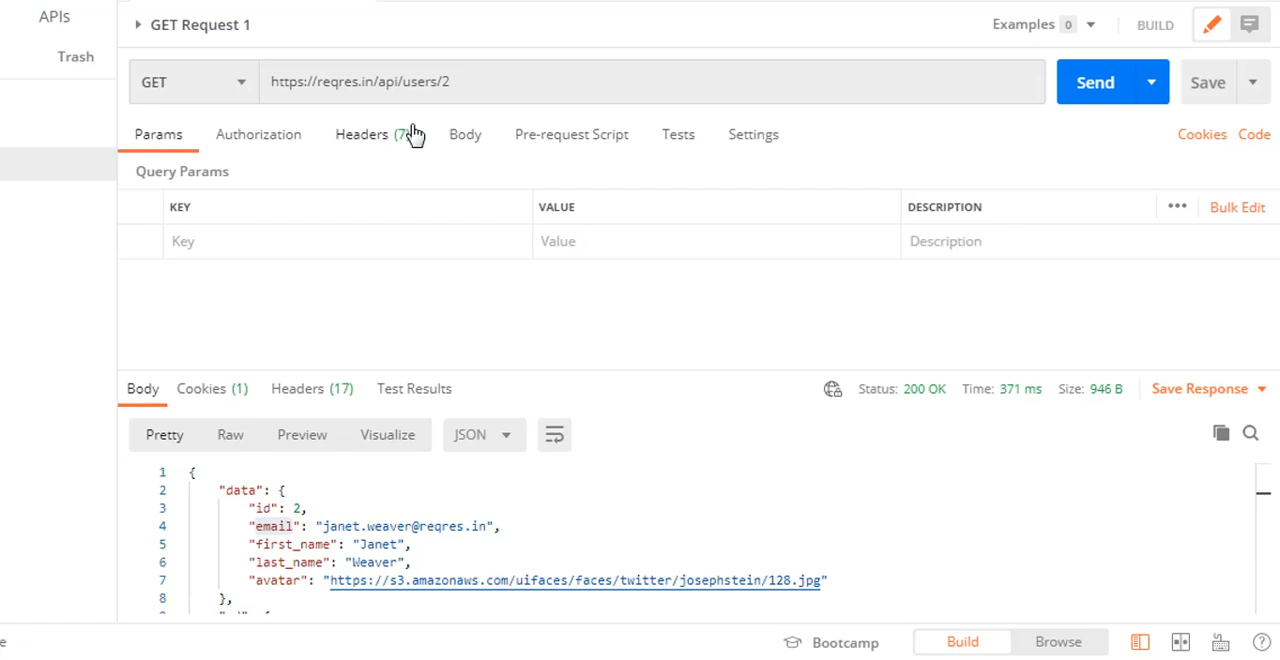 APIs
Trash
GET Request 1
Examples 0
BUILD
GET
https://reqres.in/api/users/2
Send
Save
Params Authorization Headers (7) Body Pre-request Script Tests Settings
Cookies Code
Query Params
KEY VALUE DESCRIPTION ••• Bulk Edit
Key Value Description
Body Cookies (1) Headers (17) Test Results
Status: 200 OK Time: 371 ms Size: 946 B Save Response
Pretty Raw Preview Visualize JSON
1 {
2 "data": {
3 "id": 2,
4 "email": "janet.weaver@reqres.in",
5 "first_name": "Janet",
6 "last_name": "Weaver",
7 "avatar": "https://s3.amazonaws.com/uifaces/faces/twitter/josephstein/128.jpg"
8 },
e Bootcamp Build Browse ?